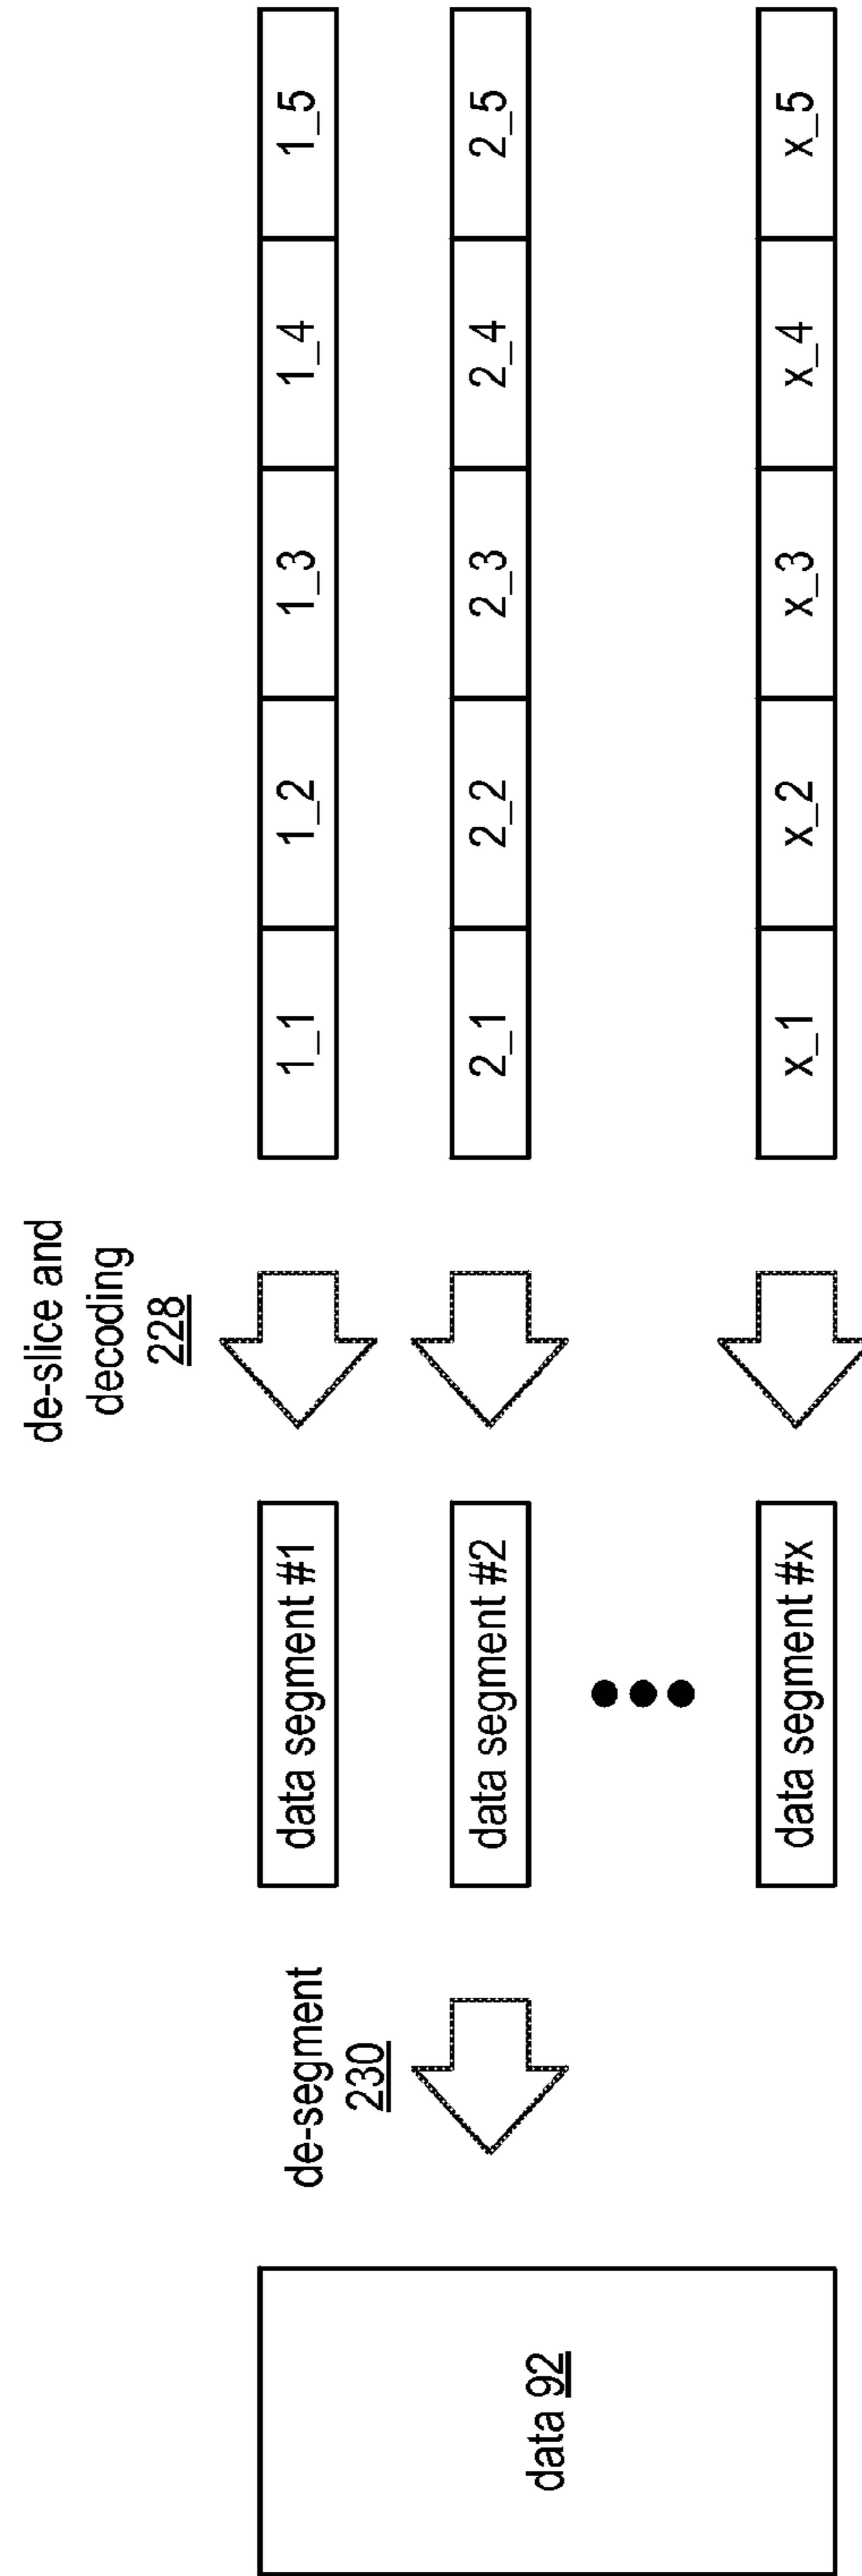 de-slice and
decoding
228
de-segment
230
data 92
data segment #1
1_1 1_2 1_3 1_4 1_5
data segment #2
2_1 2_2 2_3 2_4 2_5
data segment #x
x_1 x_2 x_3 x_4 x_5